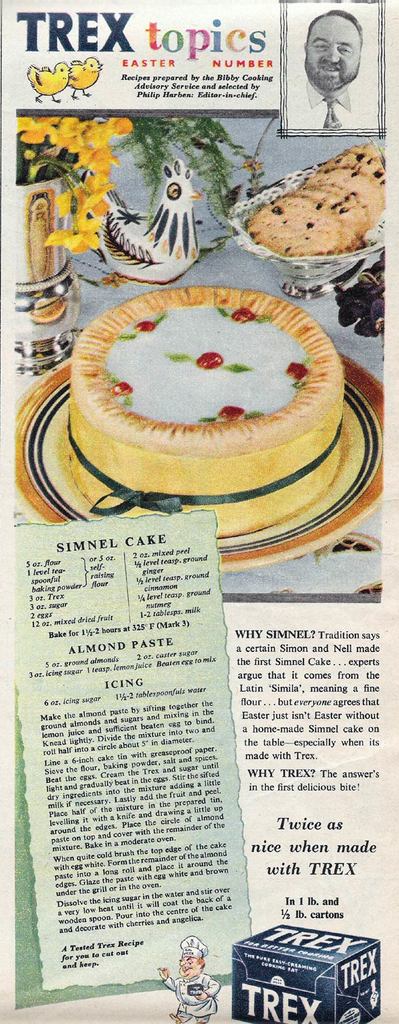 TREX topics
EASTER NUMBER
Recipes prepared by the Bibby Cooking
Advisory Service and selected by
Philip Harben: Editor-in-chief.
SIMNEL CAKE
5 oz. flour
1 level tea-
spoonful
baking powder
or 5 oz.
self-
raising
flour
3 oz. Trex
3 oz. sugar
2 eggs
12 oz. mixed dried fruit
2 oz. mixed peel
½ level teasp. ground
ginger
½ level teasp. ground
cinnamon
¼ level teasp. ground
nutmeg
1-2 tablesps. milk
Bake for 1½-2 hours at 325° F (Mark 3)
ALMOND PASTE
5 oz. ground almonds 2 oz. castor sugar
3 oz. icing sugar 1 teasp. lemon juice Beaten egg to mix
ICING
6 oz. icing sugar 1½-2 tablespoonfuls water
Make the almond paste by sifting together the
ground almonds and sugars and mixing in the
lemon juice and sufficient beaten egg to bind.
Knead lightly. Divide the mixture into two and
roll half into a circle about 5" in diameter.
Line a 6-inch cake tin with greaseproof paper.
Sieve the flour, baking powder, salt and spices.
Beat the eggs. Cream the Trex and sugar until
light and gradually beat in the eggs. Stir the sifted
dry ingredients into the mixture adding a little
milk if necessary. Lastly add the fruit and peel.
Place half of the mixture in the prepared tin,
levelling it with a knife and drawing a little up
around the edges. Place the circle of almond
paste on top and cover with the remainder of the
mixture. Bake in a moderate oven.
When quite cold brush the top edge of the cake
with egg white. Form the remainder of the almond
paste into a long roll and place it around the
edges. Glaze the paste with egg white and brown
under the grill or in the oven.
Dissolve the icing sugar in the water and stir over
a very low heat until it will coat the back of a
wooden spoon. Pour into the centre of the cake
and decorate with cherries and angelica.
A Tested Trex Recipe
for you to cut out
and keep.
WHY SIMNEL? Tradition says
a certain Simon and Nell made
the first Simnel Cake...experts
argue that it comes from the
Latin 'Simila', meaning a fine
flour...but everyone agrees that
Easter just isn't Easter without
a home-made Simnel cake on
the table—especially when its
made with Trex.
WHY TREX? The answer's
in the first delicious bite!
Twice as
nice when made
with TREX
In 1 lb. and
½ lb. cartons
TREX
FOR BETTER COOKING
THE PURE EASY-CREAMING
COOKING FAT
TREX
TREX